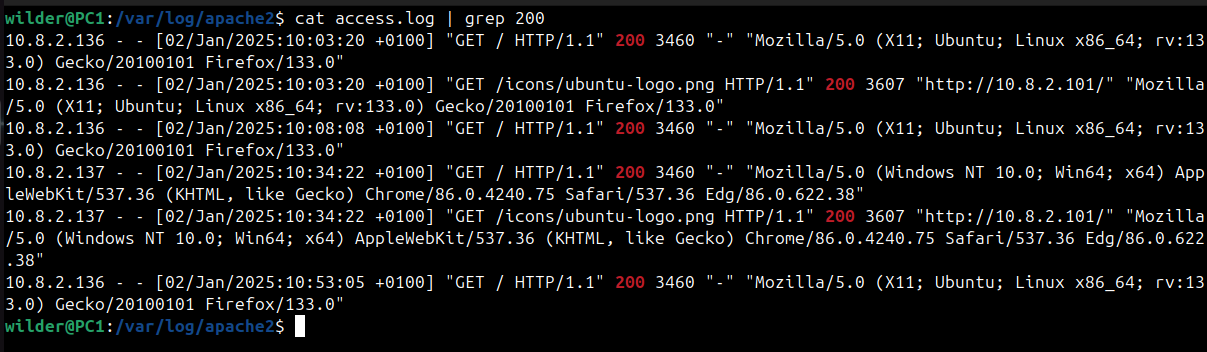 wilder@PC1:/var/log/apache2$ cat access.log | grep 200
10.8.2.136 - - [02/Jan/2025:10:03:20 +0100] "GET / HTTP/1.1" 200 3460 "-" "Mozilla/5.0 (X11; Ubuntu; Linux x86_64; rv:13
3.0) Gecko/20100101 Firefox/133.0"
10.8.2.136 - - [02/Jan/2025:10:03:20 +0100] "GET /icons/ubuntu-logo.png HTTP/1.1" 200 3607 "http://10.8.2.101/" "Mozilla
/5.0 (X11; Ubuntu; Linux x86_64; rv:133.0) Gecko/20100101 Firefox/133.0"
10.8.2.136 - - [02/Jan/2025:10:08:08 +0100] "GET / HTTP/1.1" 200 3460 "-" "Mozilla/5.0 (X11; Ubuntu; Linux x86_64; rv:13
3.0) Gecko/20100101 Firefox/133.0"
10.8.2.137 - - [02/Jan/2025:10:34:22 +0100] "GET / HTTP/1.1" 200 3460 "-" "Mozilla/5.0 (Windows NT 10.0; Win64; x64) App
leWebKit/537.36 (KHTML, like Gecko) Chrome/86.0.4240.75 Safari/537.36 Edg/86.0.622.38"
10.8.2.137 - - [02/Jan/2025:10:34:22 +0100] "GET /icons/ubuntu-logo.png HTTP/1.1" 200 3607 "http://10.8.2.101/" "Mozilla
/5.0 (Windows NT 10.0; Win64; x64) AppleWebKit/537.36 (KHTML, like Gecko) Chrome/86.0.4240.75 Safari/537.36 Edg/86.0.622
.38"
10.8.2.136 - - [02/Jan/2025:10:53:05 +0100] "GET / HTTP/1.1" 200 3460 "-" "Mozilla/5.0 (X11; Ubuntu; Linux x86_64; rv:13
3.0) Gecko/20100101 Firefox/133.0"
wilder@PC1:/var/log/apache2$